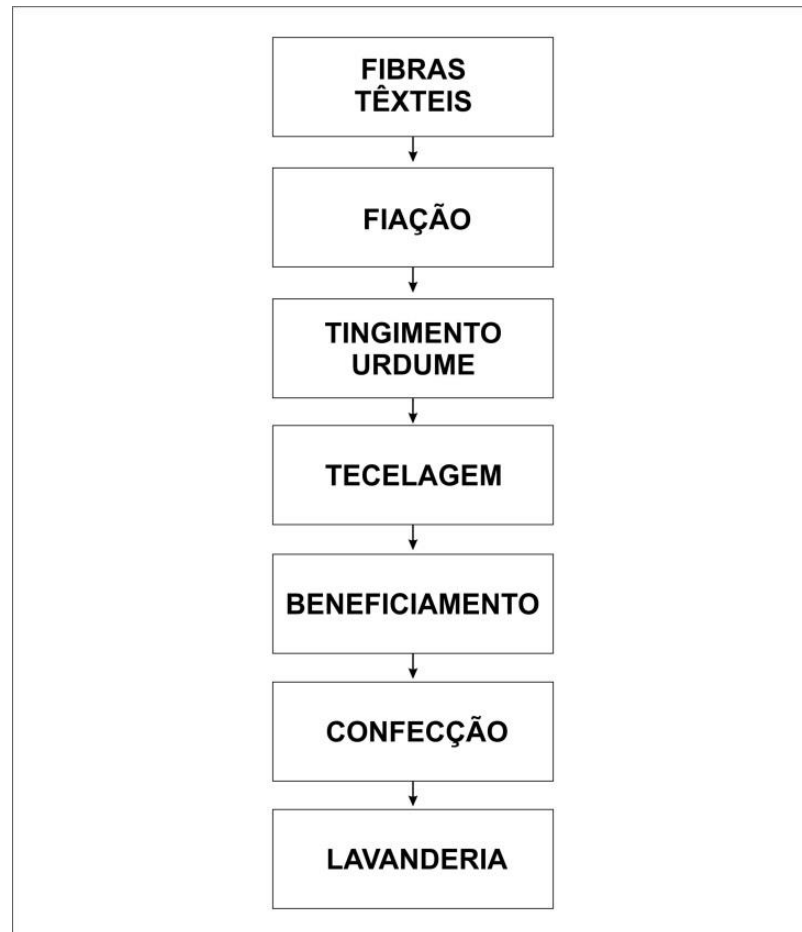 FIBRAS
TÊXTEIS
FIAÇÃO
TINGIMENTO
URDUME
TECELAGEM
BENEFICIAMENTO
CONFECÇÃO
LAVANDERIA